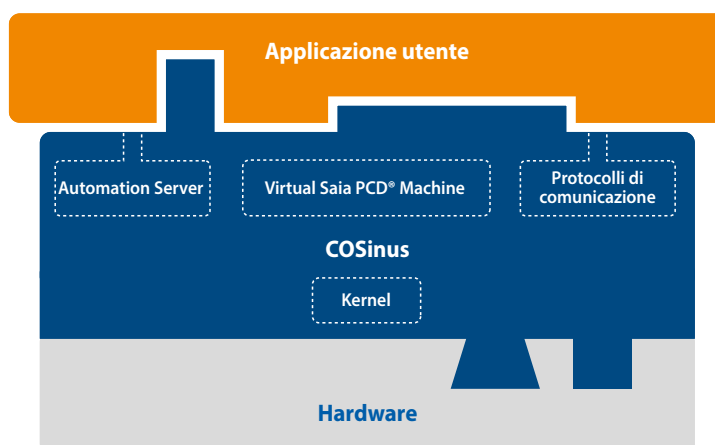 Applicazione utente
Automation Server
Virtual Saia PCD® Machine
Protocolli di
comunicazione
COSinus
Kernel
Hardware